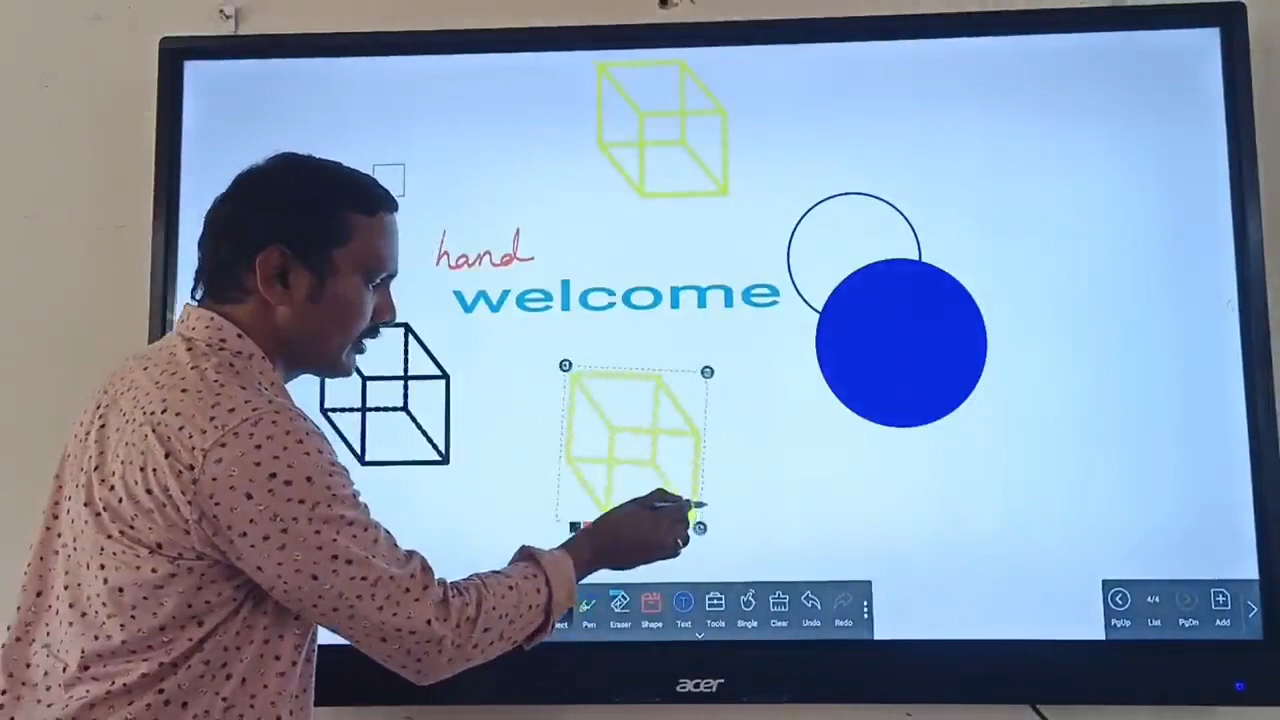 hand
welcome
Pen
Eraser
Shape
Text
Tools
Single
Clear
Undo
Redo
PgUp
4/4
List
PgDn
Add
acer